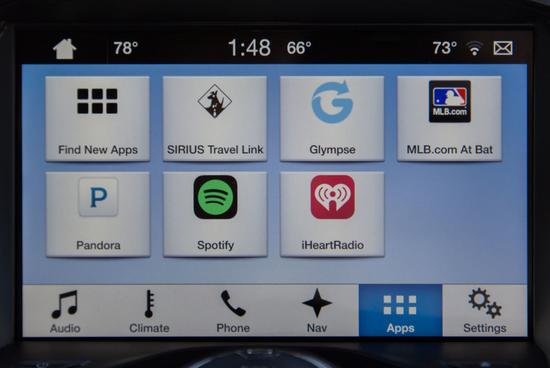 78° 1:48 66° 73°
Find New Apps SIRIUS Travel Link Glympse MLB.com At Bat
MLB.com
P
Pandora Spotify iHeartRadio
Audio Climate Phone Nav Apps Settings